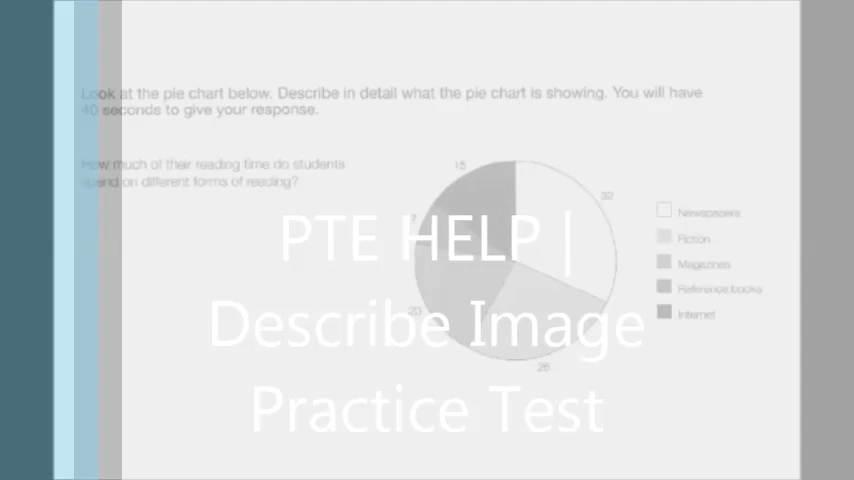 Look at the pie chart below. Describe in detail what the pie chart is showing. You will have
40 seconds to give your response.
How much of their reading time do students
spend on different forms of reading?
15
32
7
20
26
Newspapers
Fiction
Magazines
Reference books
Internet
PTE HELP |
Describe Image
Practice Test